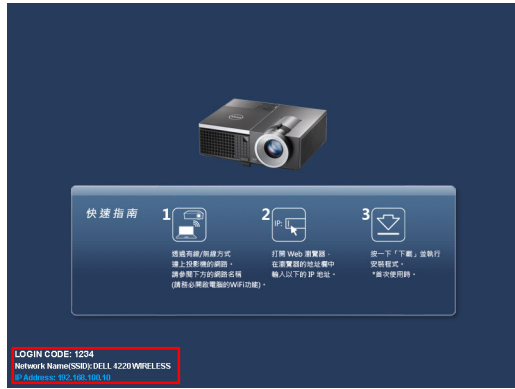 快速指南
1
透過有線/無線方式
連上投影機的網路。
請參閱下方的網路名稱
(請務必開啟電腦的WiFi功能)。
2
IP:
打開 Web 瀏覽器,
在瀏覽器的地址欄中
輸入以下的 IP 地址。
3
按一下「下載」並執行
安裝程式。
*首次使用時。
LOGIN CODE: 1234
Network Name(SSID): DELL 4220 WIRELESS
IP Address: 192.168.100.10